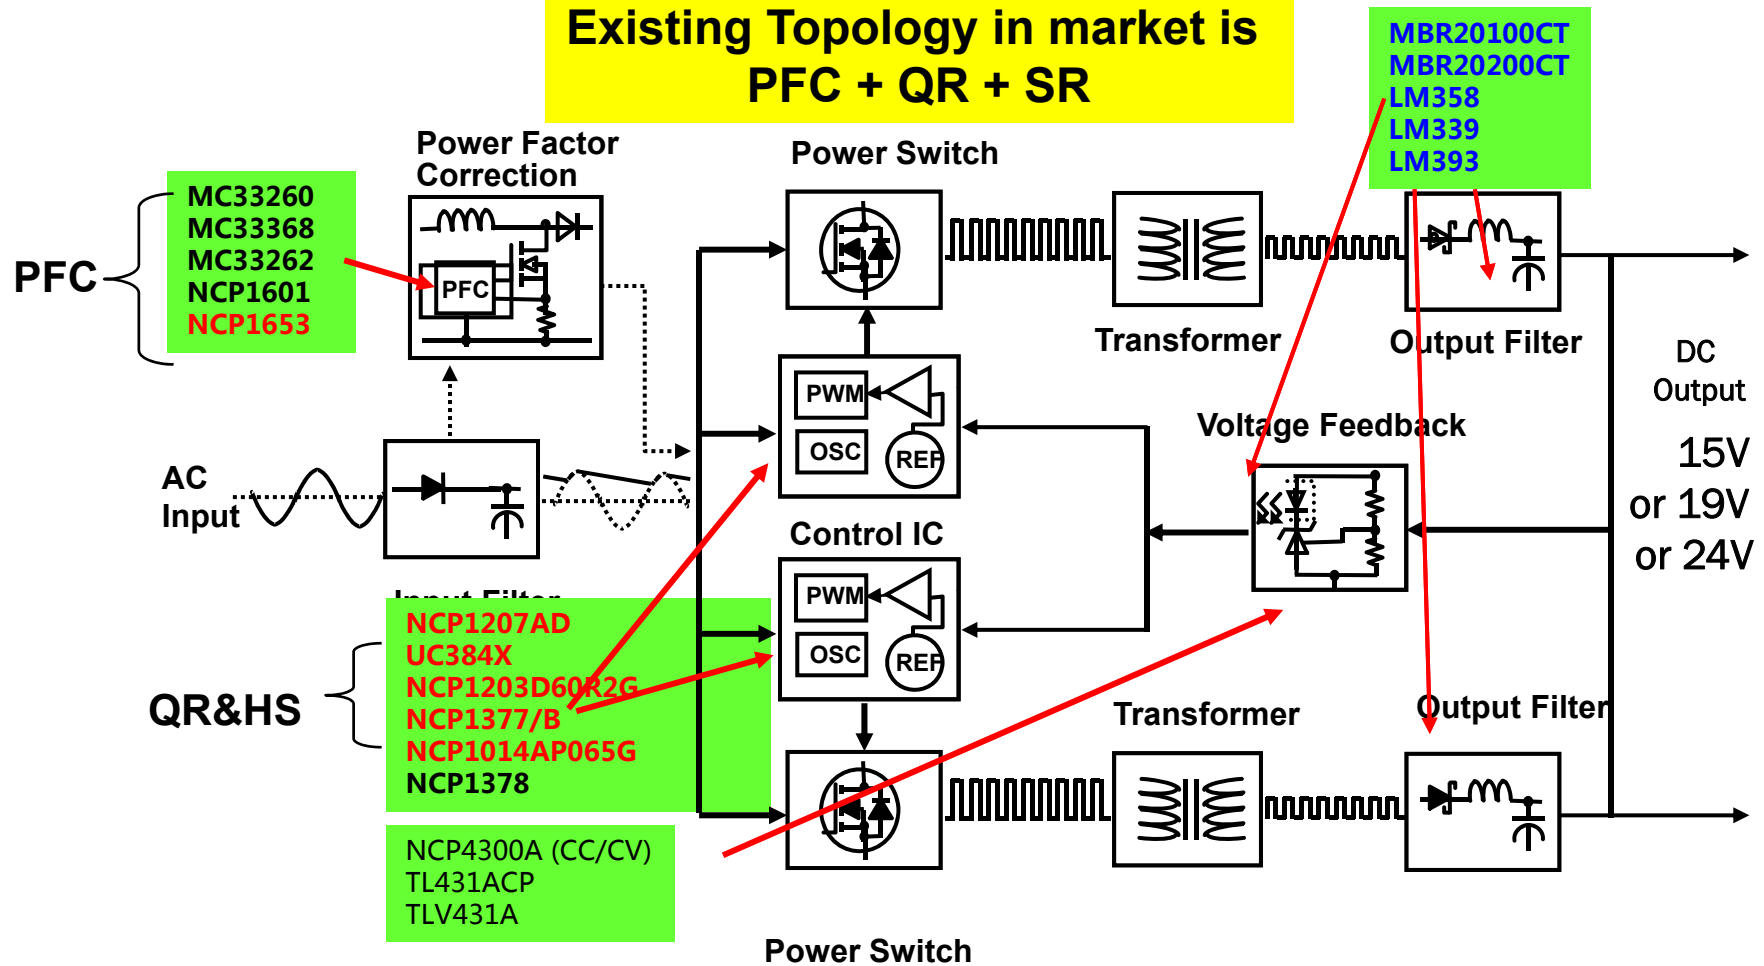 Existing Topology in market is
PFC + QR + SR
MBR20100CT
MBR20200CT
LM358
LM339
LM393
Power Factor
Correction
Power Switch
MC33260
MC33368
MC33262
NCP1601
NCP1653
PFC
PFC
Transformer
Output Filter
DC
Output
15V
or 19V
or 24V
PWM
OSC
REF
Voltage Feedback
AC
Input
Control IC
Input Filter
PWM
OSC
REF
NCP1207AD
UC384X
NCP1203D60R2G
NCP1377/B
NCP1014AP065G
NCP1378
QR&HS
Transformer
Output Filter
NCP4300A (CC/CV)
TL431ACP
TLV431A
Power Switch